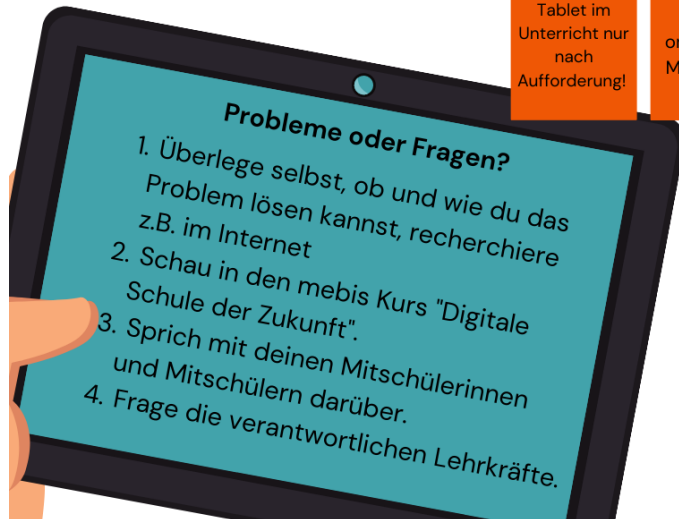 Tablet im
Unterricht nur
nach
Aufforderung!
Probleme oder Fragen?
1. Überlege selbst, ob und wie du das
Problem lösen kannst, recherchiere
z.B. im Internet
2. Schau in den mebis Kurs "Digitale
Schule der Zukunft".
3. Sprich mit deinen Mitschülerinnen
und Mitschülern darüber.
4. Frage die verantwortlichen Lehrkräfte.